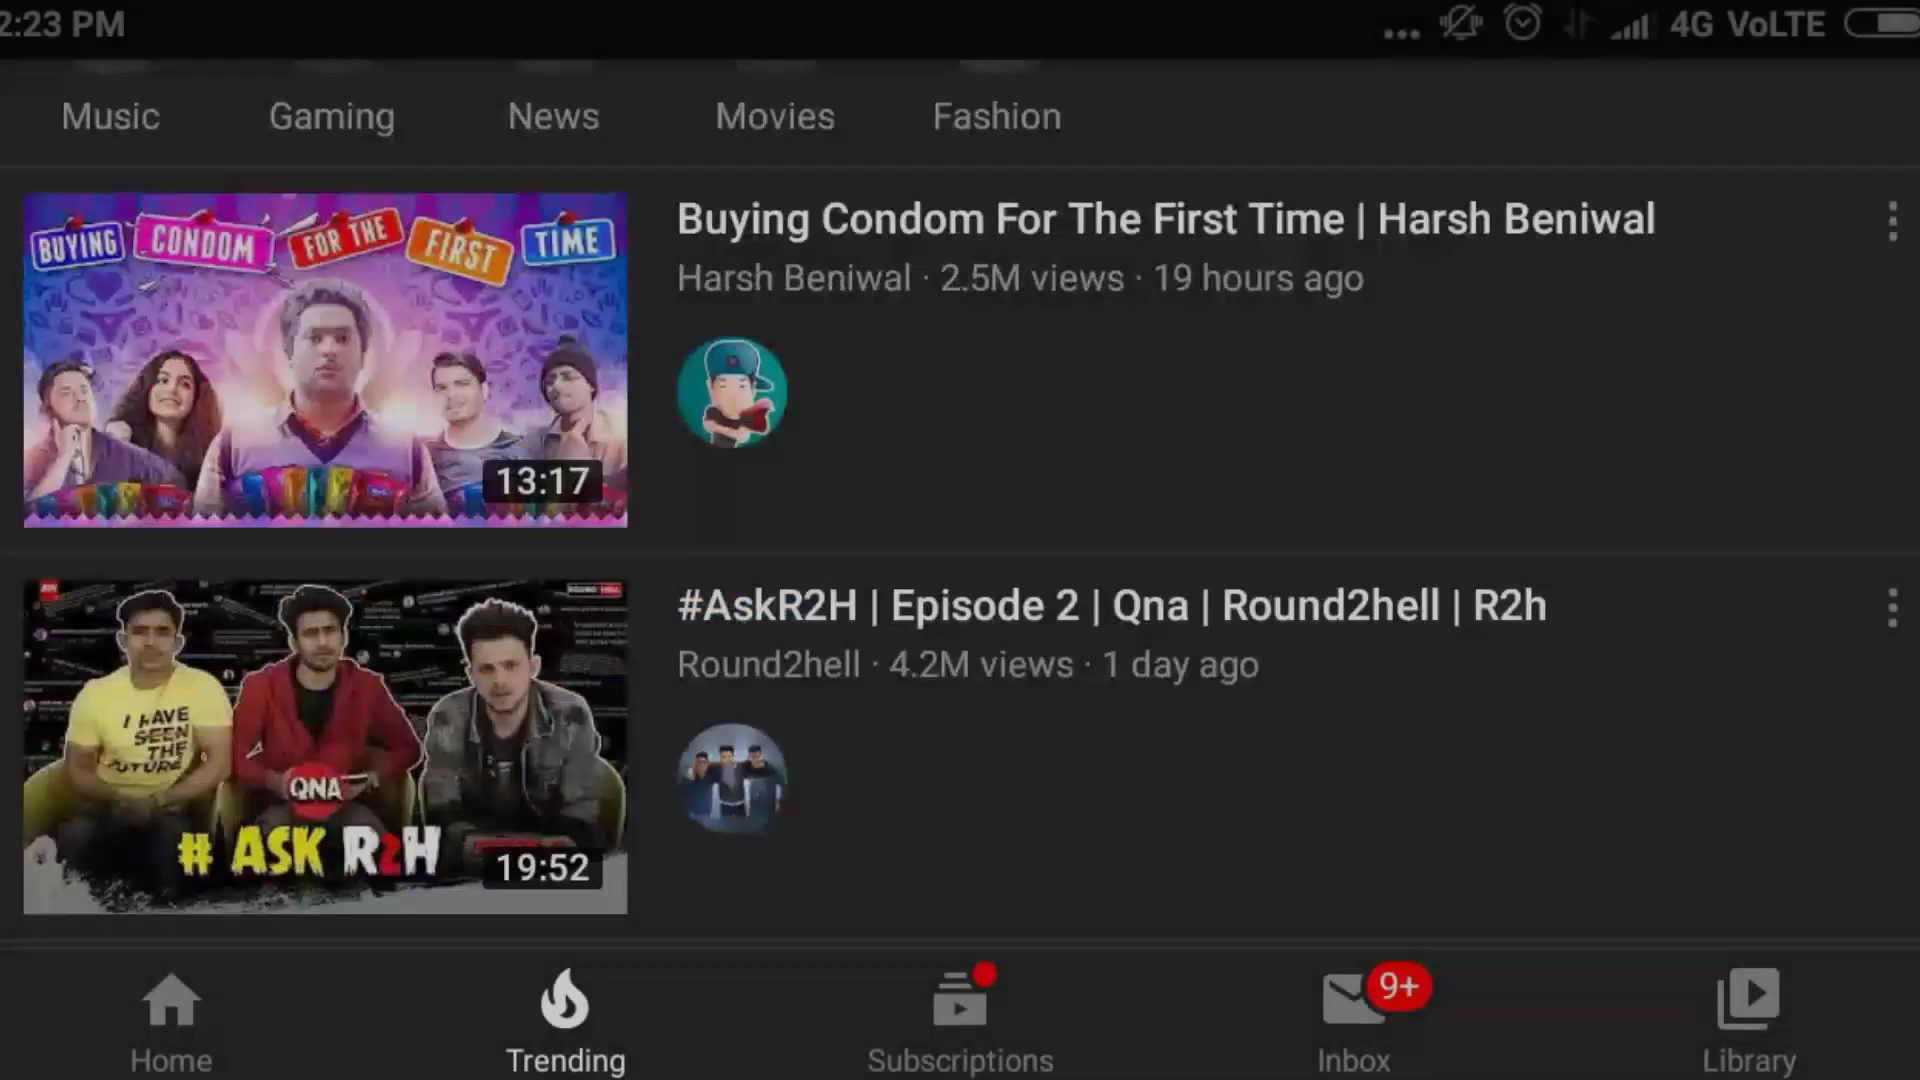 2:23 PM
4G VoLTE
Music Gaming News Movies Fashion
BUYING CONDOM FOR THE FIRST TIME
13:17
Buying Condom For The First Time | Harsh Beniwal
Harsh Beniwal · 2.5M views · 19 hours ago
I HAVE
SEEN
THE
FUTURE
QNA
# ASK R2H
19:52
#AskR2H | Episode 2 | Qna | Round2hell | R2h
Round2hell · 4.2M views · 1 day ago
9+
Home Trending Subscriptions Inbox Library